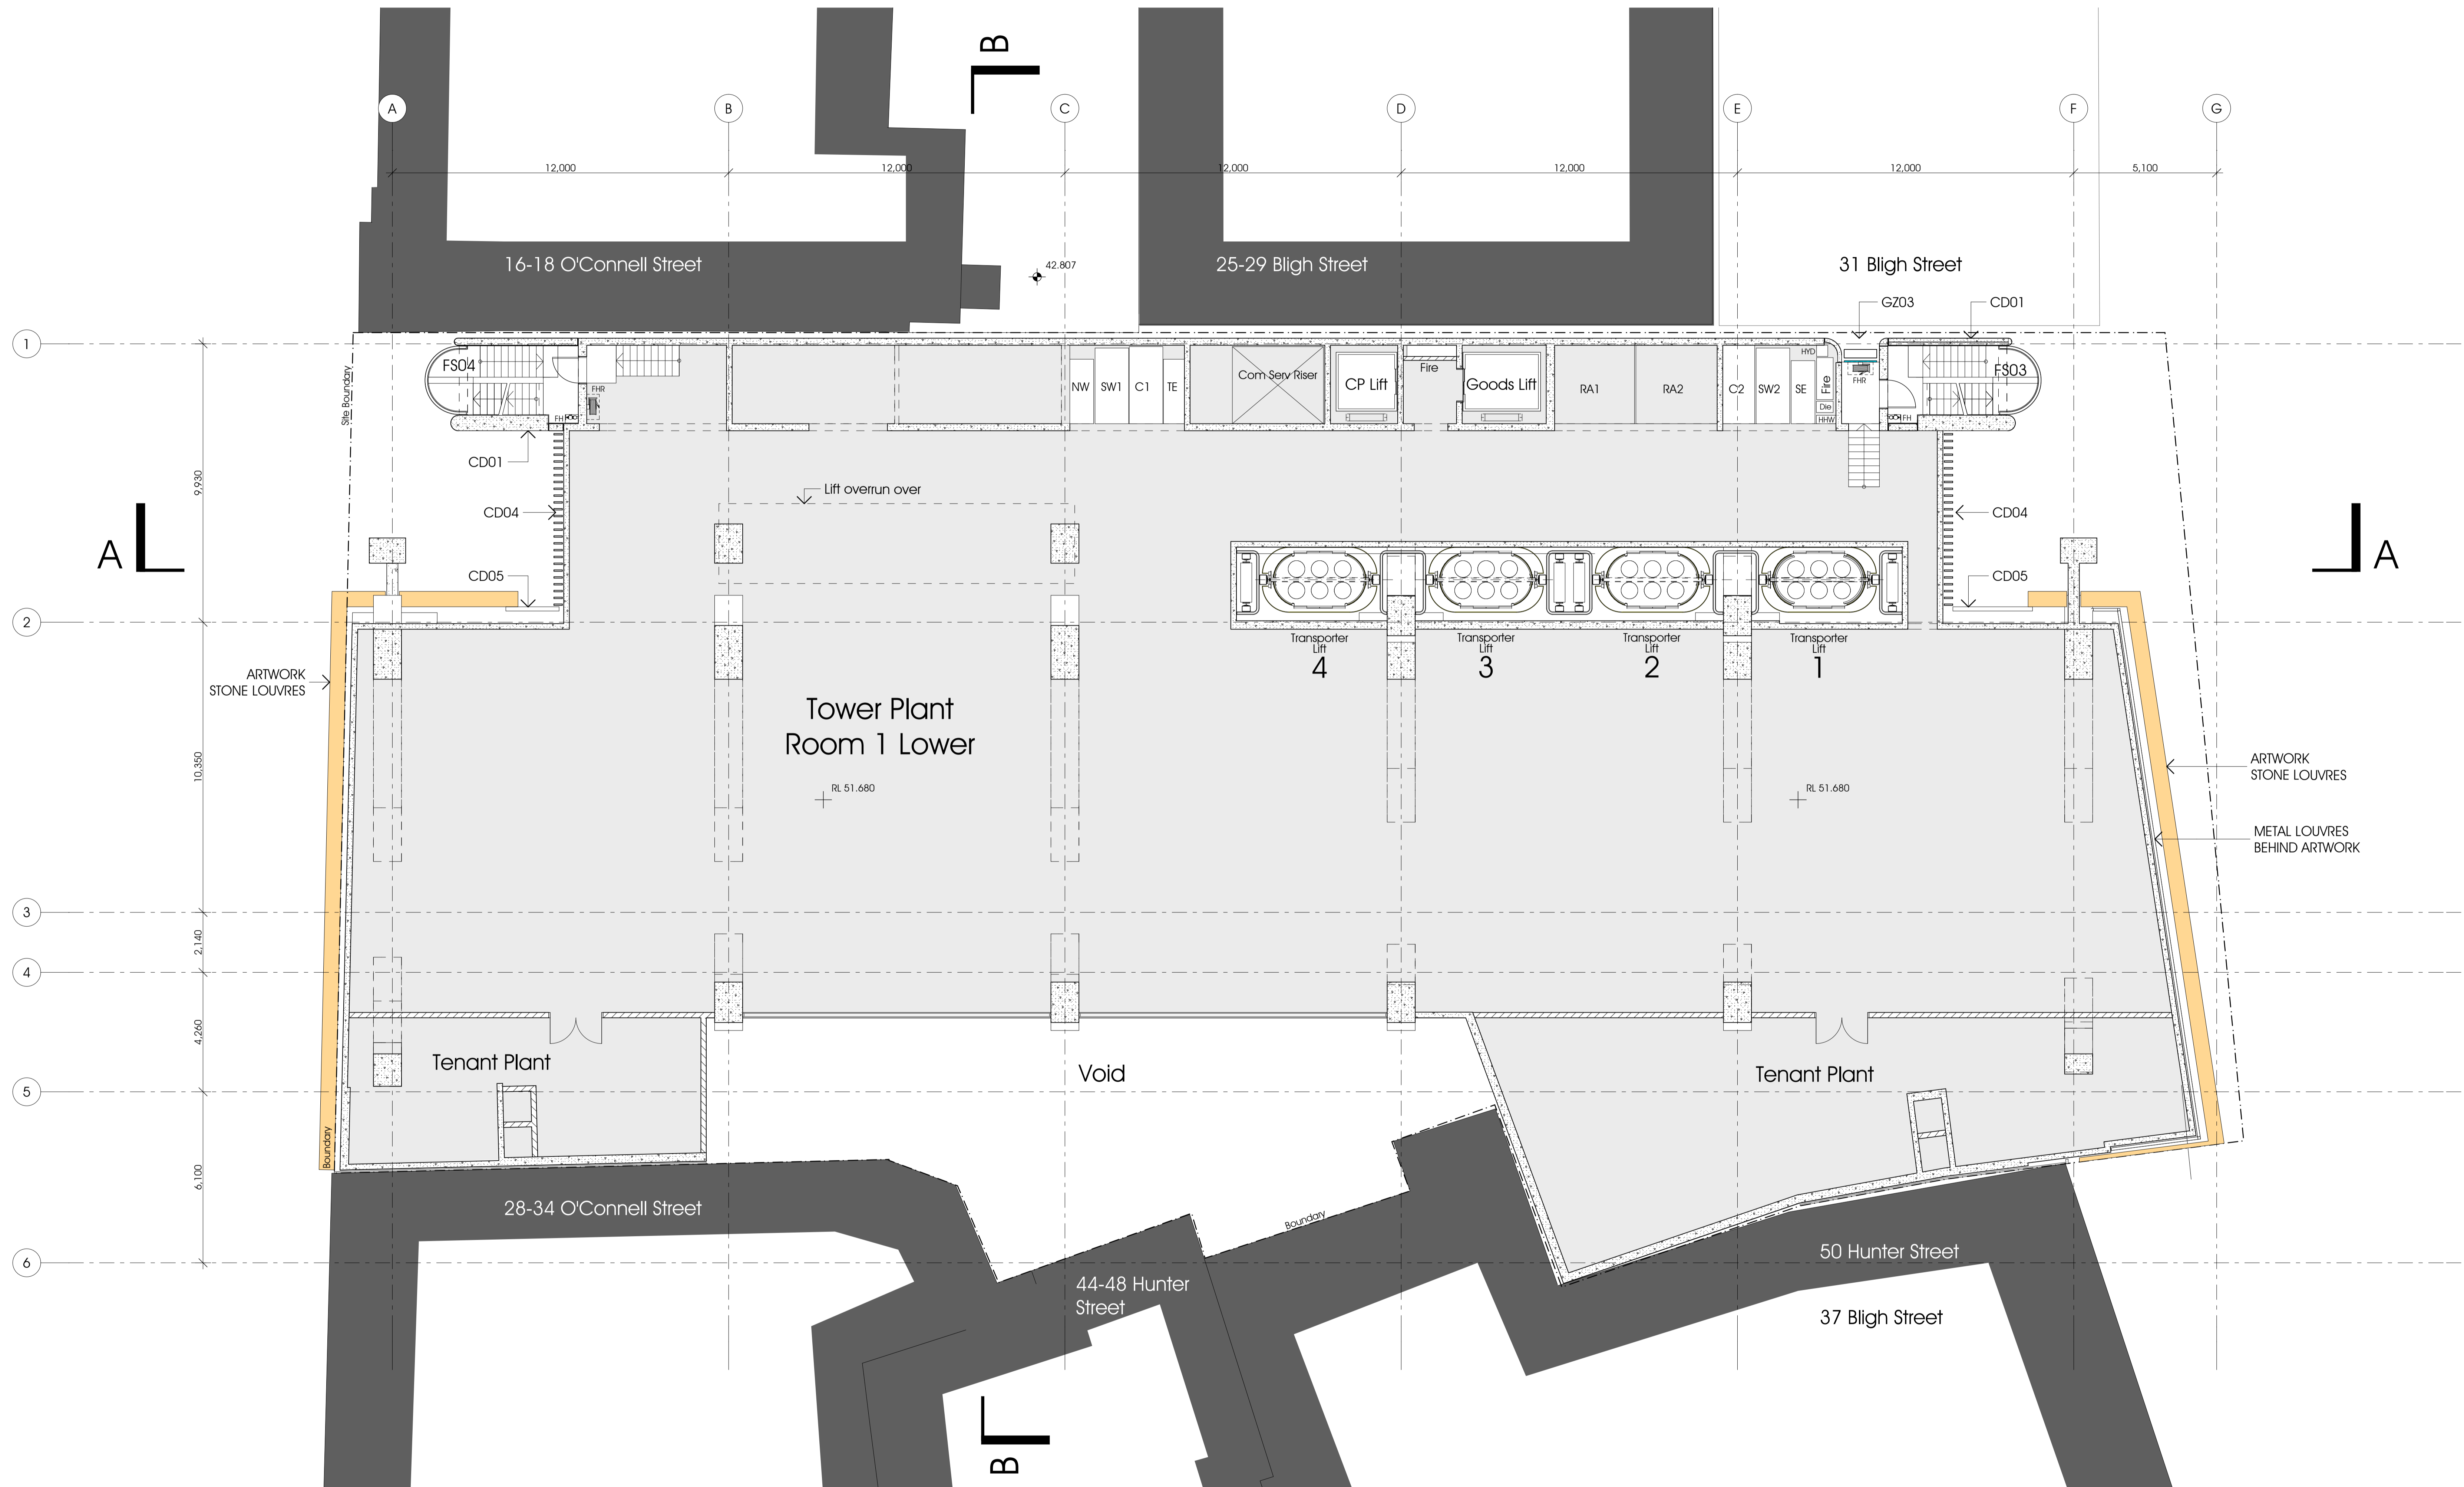 B
A
B
C
D
E
F
G
12,000
12,000
12,000
12,000
12,000
5,100
16-18 O'Connell Street
25-29 Bligh Street
31 Bligh Street
42.807
GZ03
CD01
1
FS04
FHR
FH
NW
SW1
C1
TE
Com Serv Riser
CP Lift
Fire
Goods Lift
RA1
RA2
C2
SW2
SE
HYD
Fire
Die
HHW
FHR
FH
FS03
Site Boundary
CD01
9,930
Lift overrun over
CD04
CD04
A
A
CD05
CD05
2
Transporter
Lift
4
Transporter
Lift
3
Transporter
Lift
2
Transporter
Lift
1
ARTWORK
STONE LOUVRES
Tower Plant
Room 1 Lower
10,350
RL 51.680
RL 51.680
ARTWORK
STONE LOUVRES
METAL LOUVRES
BEHIND ARTWORK
3
2,140
4
4,260
Tenant Plant
Void
Tenant Plant
5
Boundary
6,100
28-34 O'Connell Street
Boundary
6
44-48 Hunter
Street
50 Hunter Street
37 Bligh Street
B